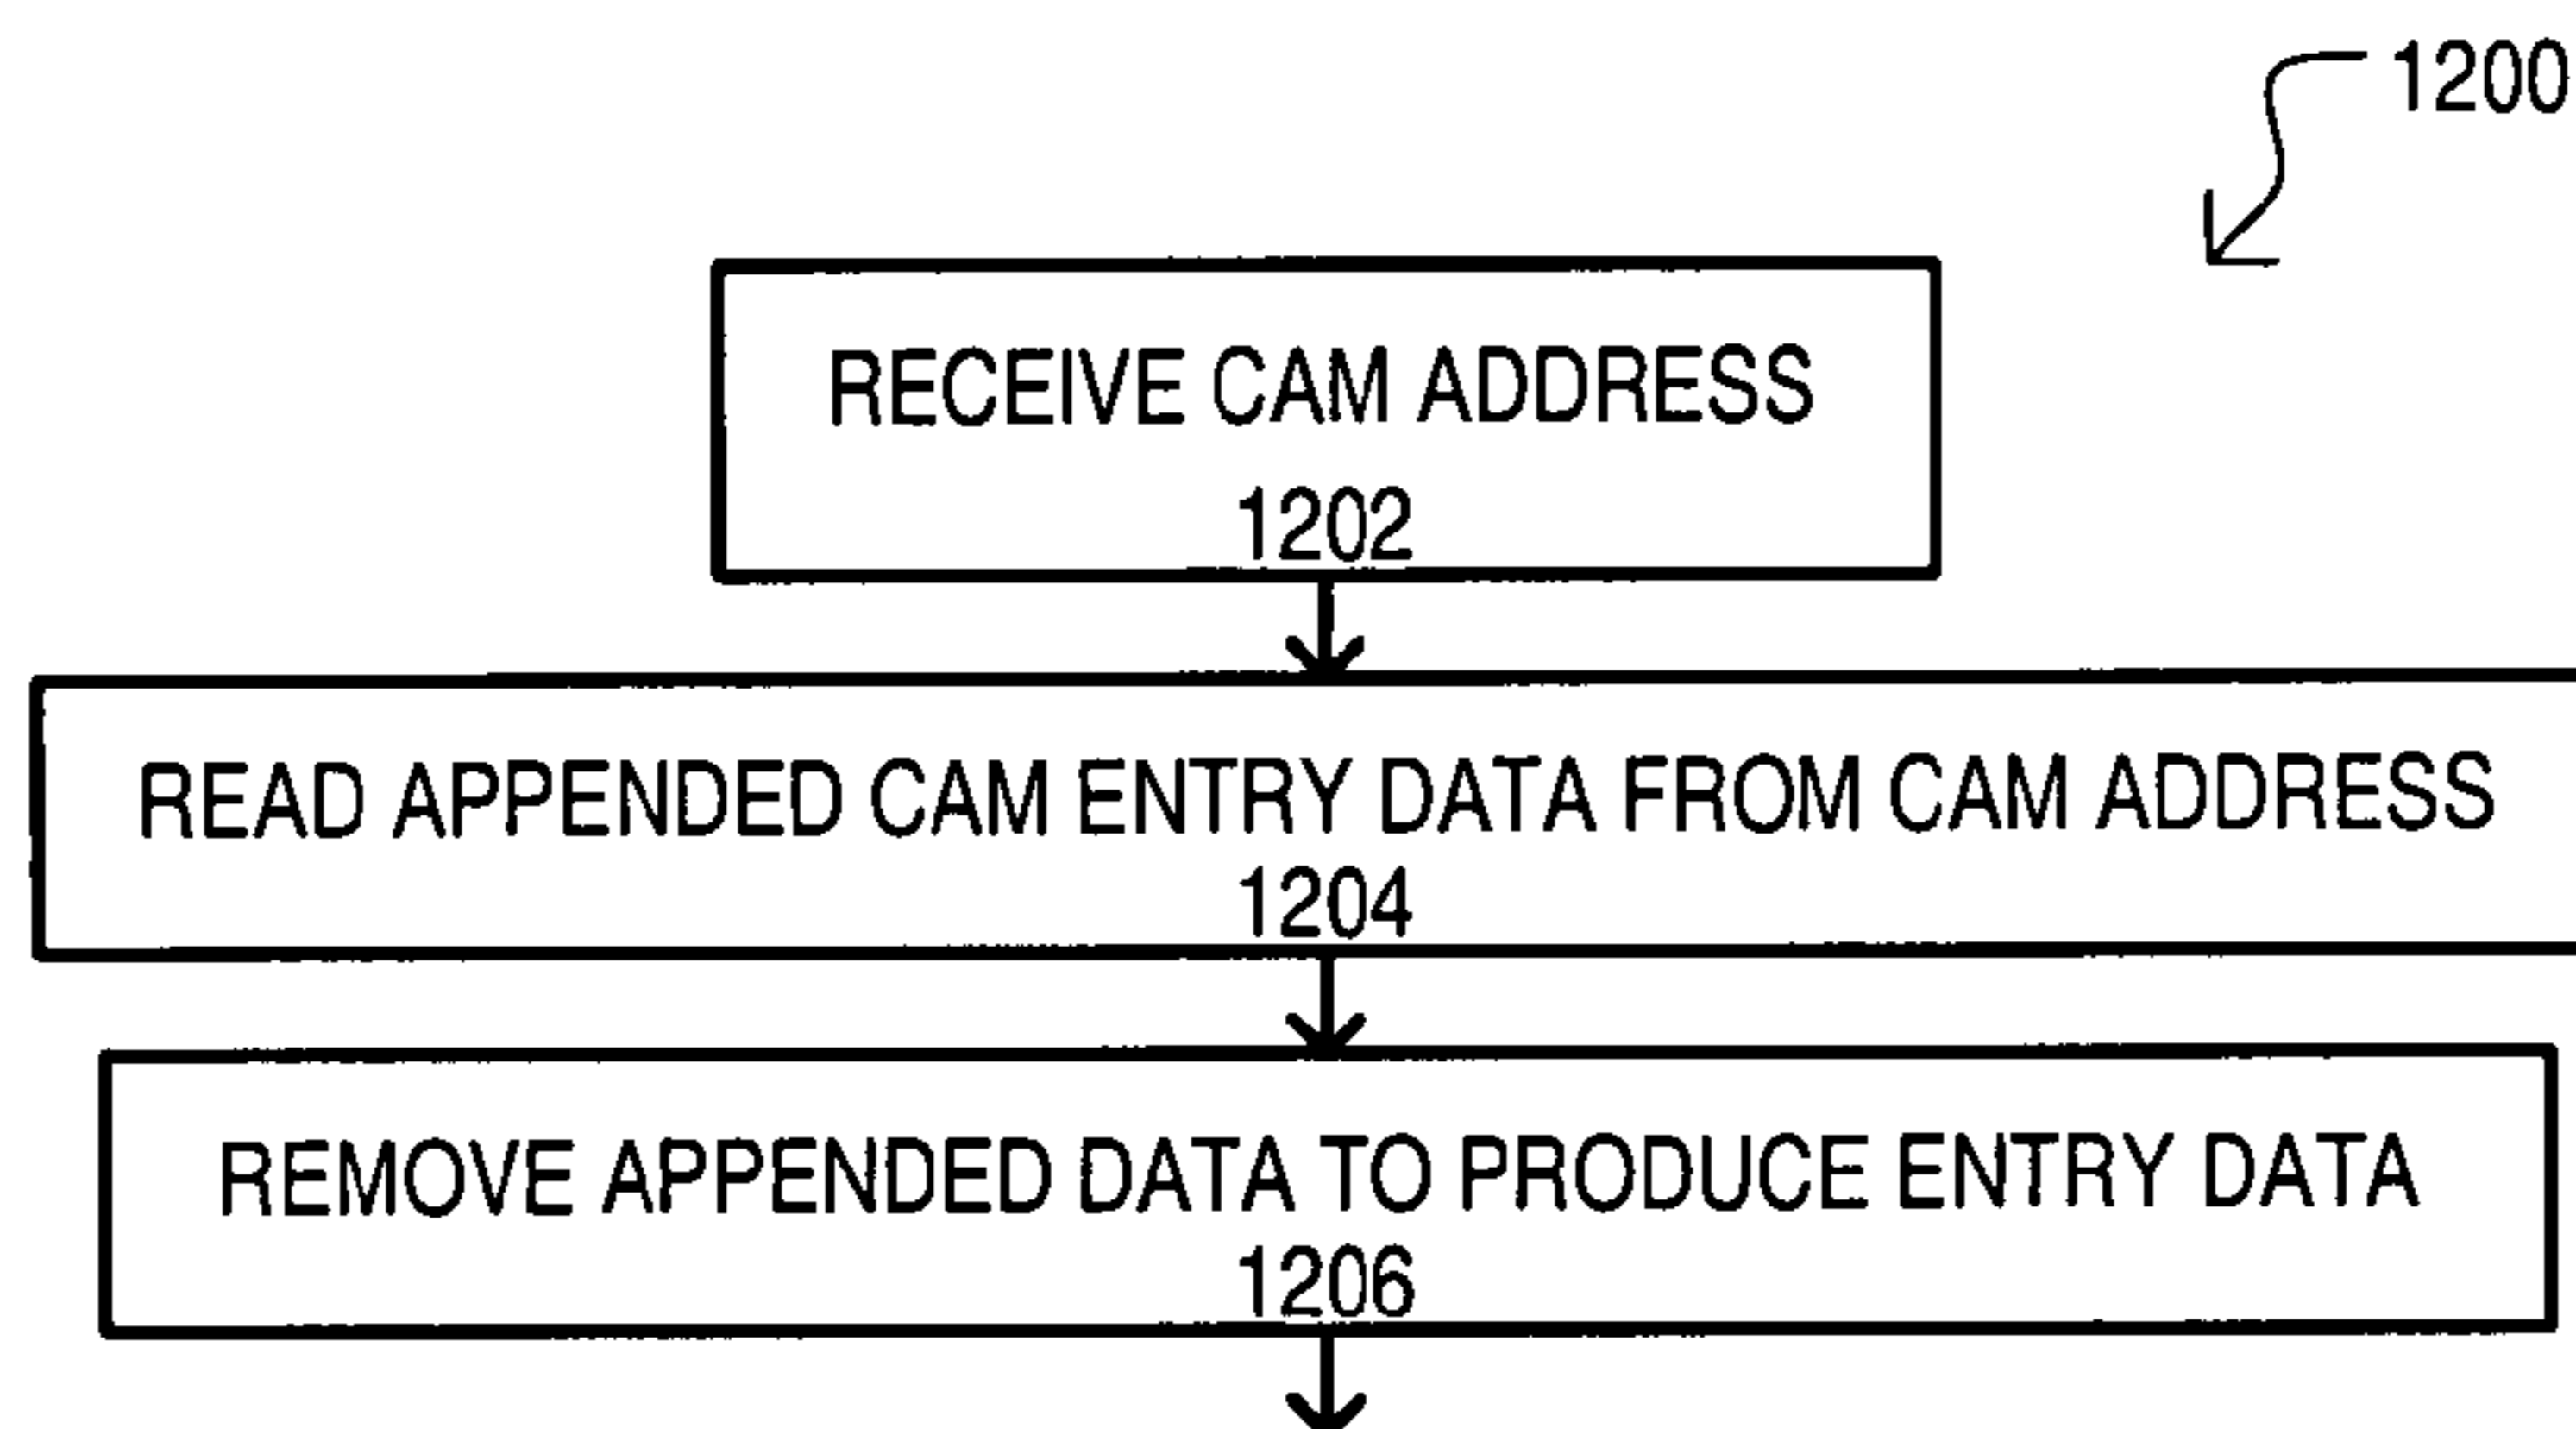 1200
RECEIVE CAM ADDRESS
1202
READ APPENDED CAM ENTRY DATA FROM CAM ADDRESS
1204
REMOVE APPENDED DATA TO PRODUCE ENTRY DATA
1206